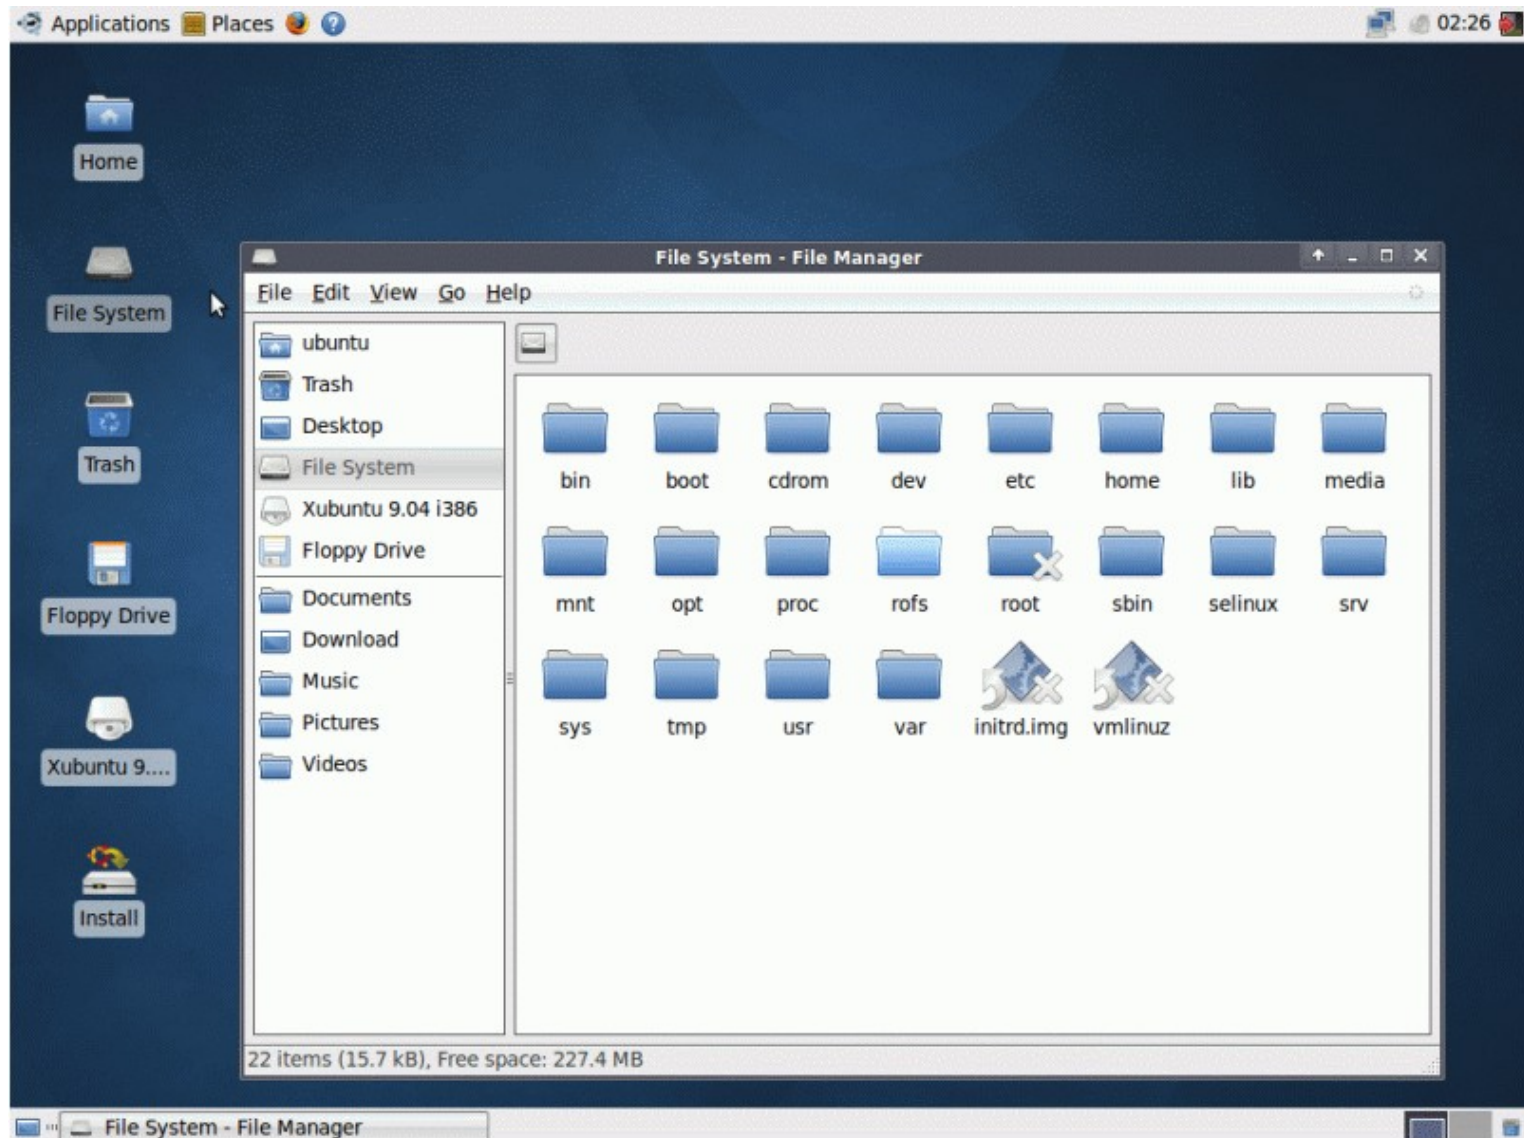 Applications Places 02:26
Home
File System
Trash
Floppy Drive
Xubuntu 9....
Install
File System - File Manager
File Edit View Go Help
ubuntu
Trash
Desktop
File System
Xubuntu 9.04 i386
Floppy Drive
Documents
Download
Music
Pictures
Videos
bin boot cdrom dev etc home lib media
mnt opt proc rofs root sbin selinux srv
sys tmp usr var initrd.img vmlinuz
22 items (15.7 kB), Free space: 227.4 MB
File System - File Manager